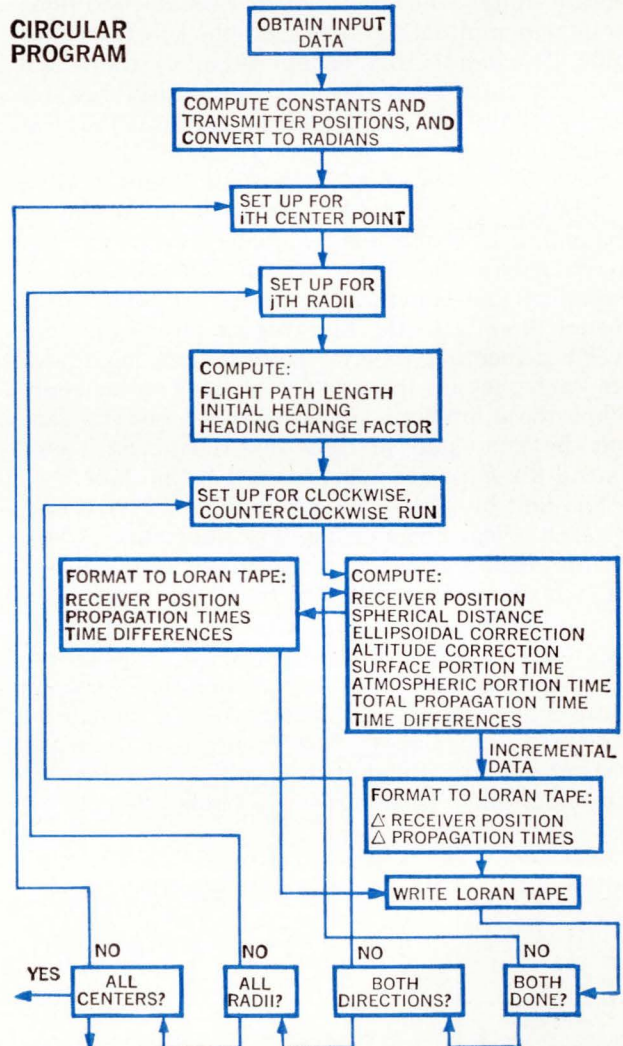 CIRCULAR
PROGRAM
OBTAIN INPUT
DATA
COMPUTE CONSTANTS AND
TRANSMITTER POSITIONS, AND
CONVERT TO RADIANS
SET UP FOR
iTH CENTER POINT
SET UP FOR
jTH RADII
COMPUTE:
FLIGHT PATH LENGTH
INITIAL HEADING
HEADING CHANGE FACTOR
SET UP FOR CLOCKWISE,
COUNTERCLOCKWISE RUN
FORMAT TO LORAN TAPE:
RECEIVER POSITION
PROPAGATION TIMES
TIME DIFFERENCES
COMPUTE:
RECEIVER POSITION
SPHERICAL DISTANCE
ELLIPSOIDAL CORRECTION
ALTITUDE CORRECTION
SURFACE PORTION TIME
ATMOSPHERIC PORTION TIME
TOTAL PROPAGATION TIME
TIME DIFFERENCES
INCREMENTAL
DATA
FORMAT TO LORAN TAPE:
Δ RECEIVER POSITION
Δ PROPAGATION TIMES
WRITE LORAN TAPE
YES
NO
ALL
CENTERS?
NO
ALL
RADII?
NO
BOTH
DIRECTIONS?
NO
BOTH
DONE?